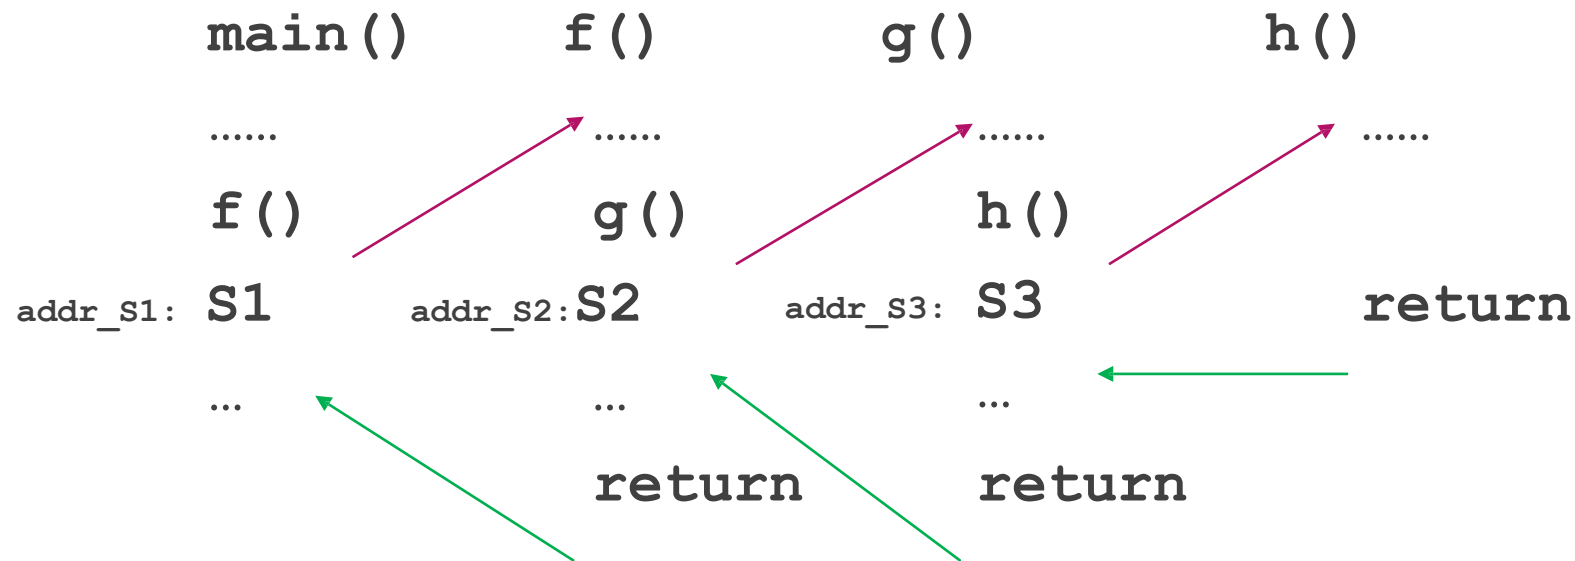 main() f() g() h()
...... ...... ...... ......
f() g() h()
addr_S1: S1 addr_S2: S2 addr_S3: S3 return
... ... ...
return return